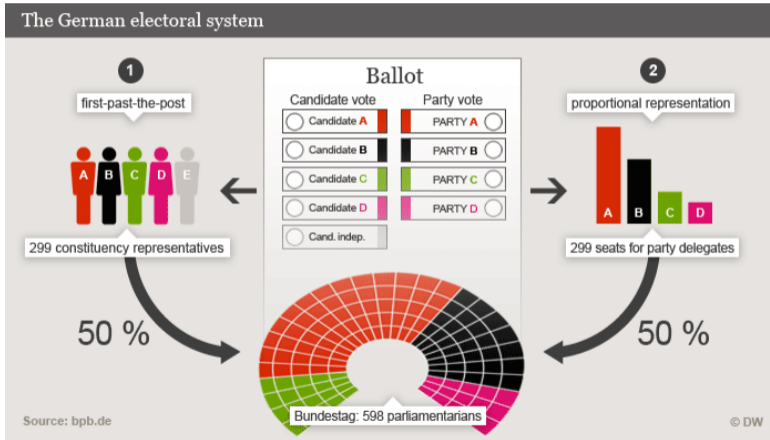 The German electoral system
1
first-past-the-post
A B C D E
299 constituency representatives
50 %
Ballot
Candidate vote Party vote
Candidate A PARTY A
Candidate B PARTY B
Candidate C PARTY C
Candidate D PARTY D
Cand. indep.
2
proportional representation
A B C D
299 seats for party delegates
50 %
Bundestag: 598 parliamentarians
Source: bpb.de
© DW